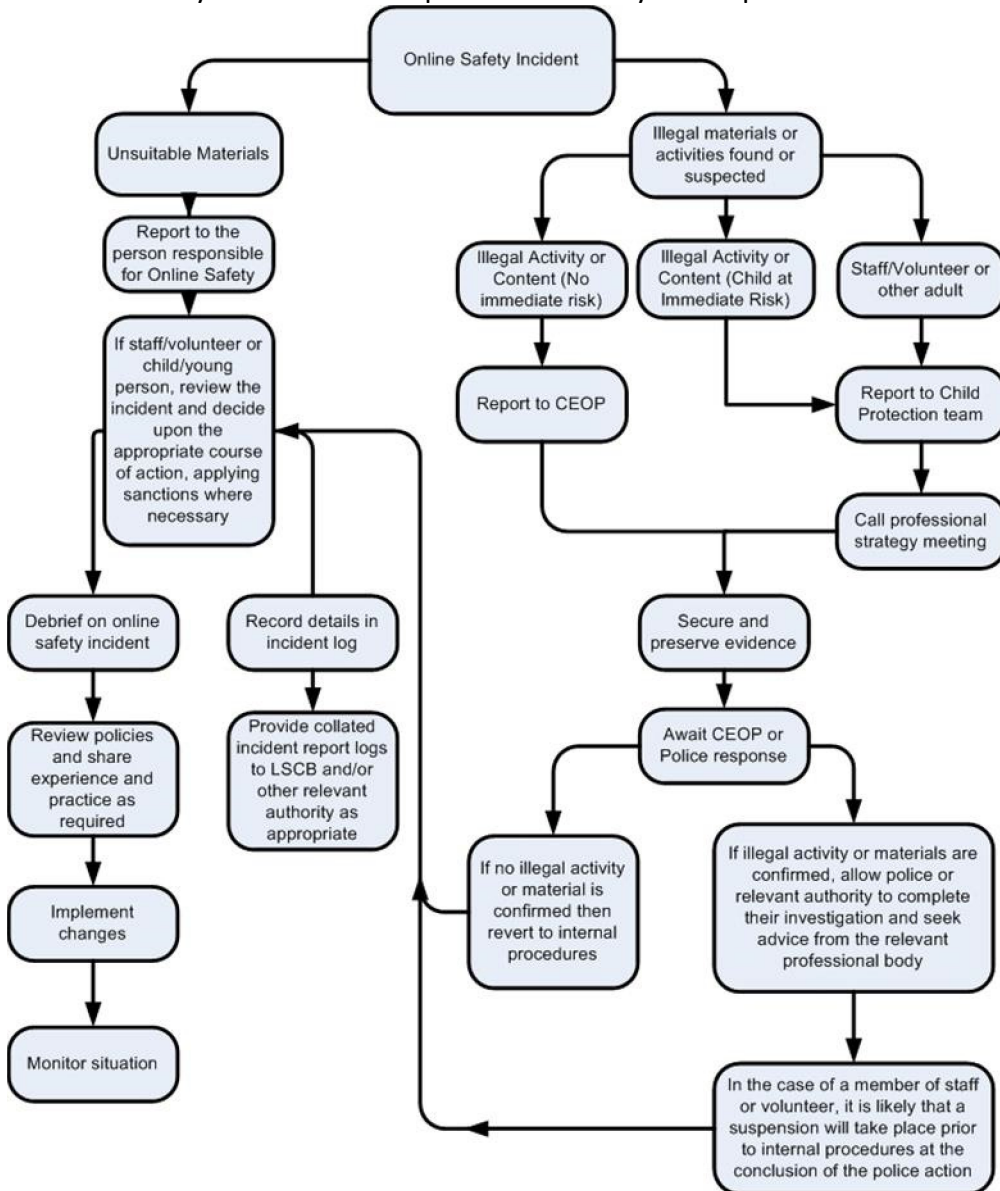 Online Safety Incident
Unsuitable Materials
Report to the
person responsible
for Online Safety
If staff/volunteer or
child/young
person, review the
incident and decide
upon the
appropriate course
of action, applying
sanctions where
necessary
Debrief on online
safety incident
Review policies
and share
experience and
practice as
required
Implement
changes
Monitor situation
Record details in
incident log
Provide collated
incident report logs
to LSCB and/or
other relevant
authority as
appropriate
Illegal materials or
activities found or
suspected
Illegal Activity or
Content (No
immediate risk)
Illegal Activity or
Content (Child at
Immediate Risk)
Staff/Volunteer or
other adult
Report to CEOP
Report to Child
Protection team
Call professional
strategy meeting
Secure and
preserve evidence
Await CEOP or
Police response
If no illegal activity
or material is
confirmed then
revert to internal
procedures
If illegal activity or materials are
confirmed, allow police or
relevant authority to complete
their investigation and seek
advice from the relevant
professional body
In the case of a member of staff
or volunteer, it is likely that a
suspension will take place prior
to internal procedures at the
conclusion of the police action